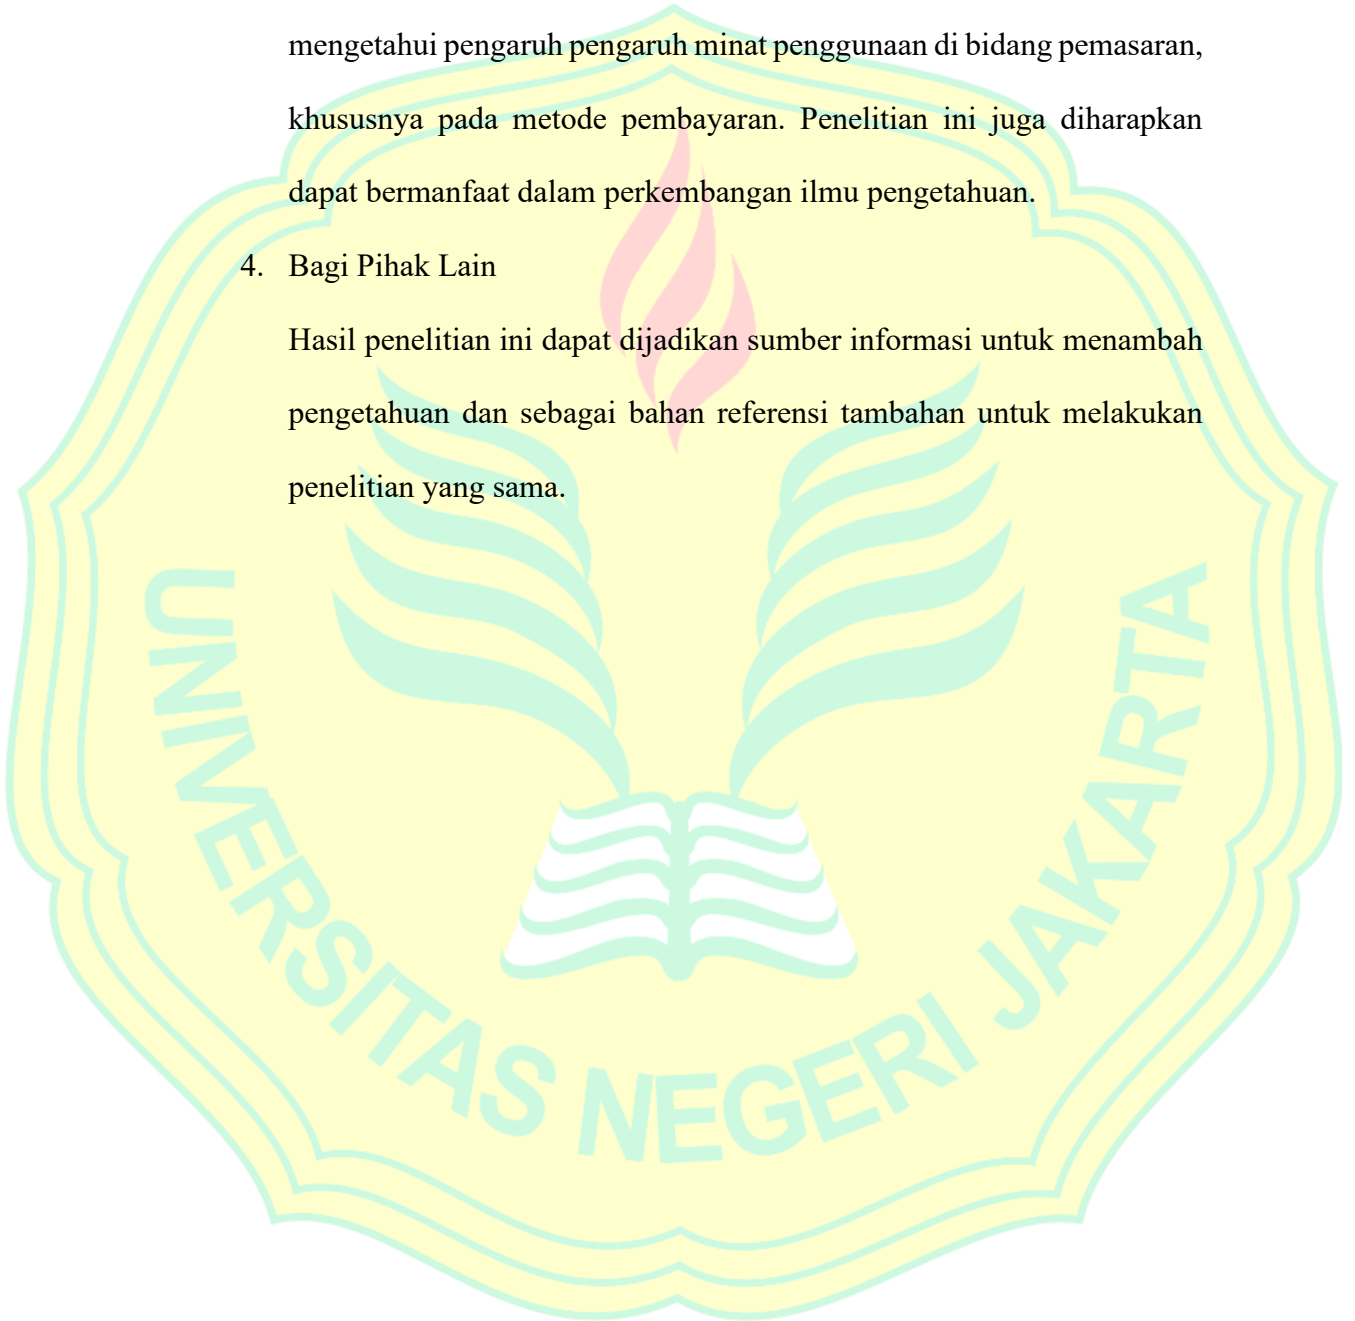 mengetahui pengaruh pengaruh minat penggunaan di bidang pemasaran,
khususnya pada metode pembayaran. Penelitian ini juga diharapkan
dapat bermanfaat dalam perkembangan ilmu pengetahuan.
4. Bagi Pihak Lain
Hasil penelitian ini dapat dijadikan sumber informasi untuk menambah
pengetahuan dan sebagai bahan referensi tambahan untuk melakukan
penelitian yang sama.
UNIVERSITAS NEGERI JAKARTA